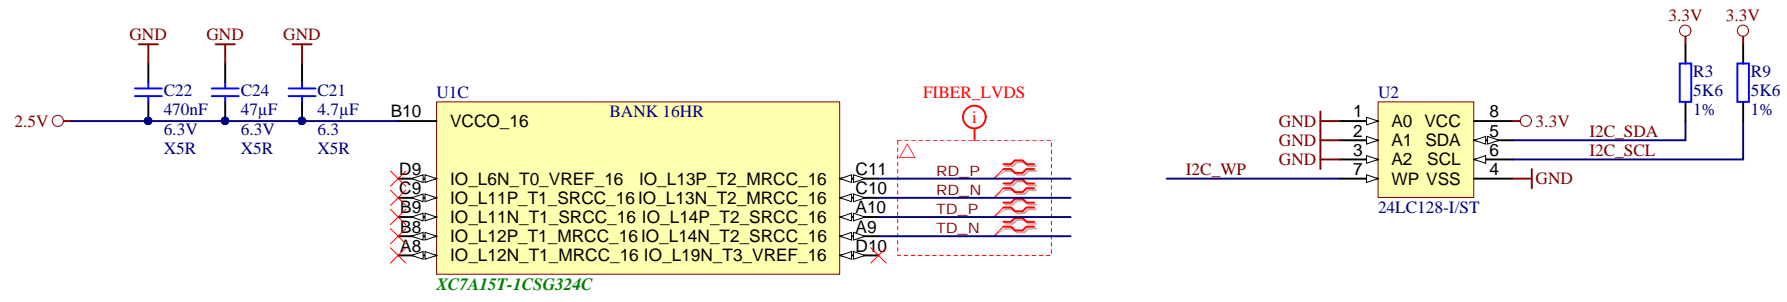 GND
GND
GND
C22
470nF
6.3V
X5R
C24
47µF
6.3V
X5R
C21
4.7µF
6.3
X5R
2.5V
B10
U1C
BANK 16HR
VCCO_16
D9
IO_L6N_T0_VREF_16
IO_L13P_T2_MRCC_16
C11
C9
IO_L11P_T1_SRCC_16
IO_L13N_T2_MRCC_16
C10
B9
IO_L11N_T1_SRCC_16
IO_L14P_T2_SRCC_16
A10
B8
IO_L12P_T1_MRCC_16
IO_L14N_T2_SRCC_16
A9
A8
IO_L12N_T1_MRCC_16
IO_L19N_T3_VREF_16
D10
XC7A15T-1CSG324C
FIBER_LVDS
i
RD_P
RD_N
TD_P
TD_N
3.3V
3.3V
R3
5K6
1%
R9
5K6
1%
U2
GND
1
A0
VCC
8
3.3V
GND
2
A1
SDA
5
I2C_SDA
GND
3
A2
SCL
6
I2C_SCL
I2C_WP
7
WP
VSS
4
GND
24LC128-I/ST